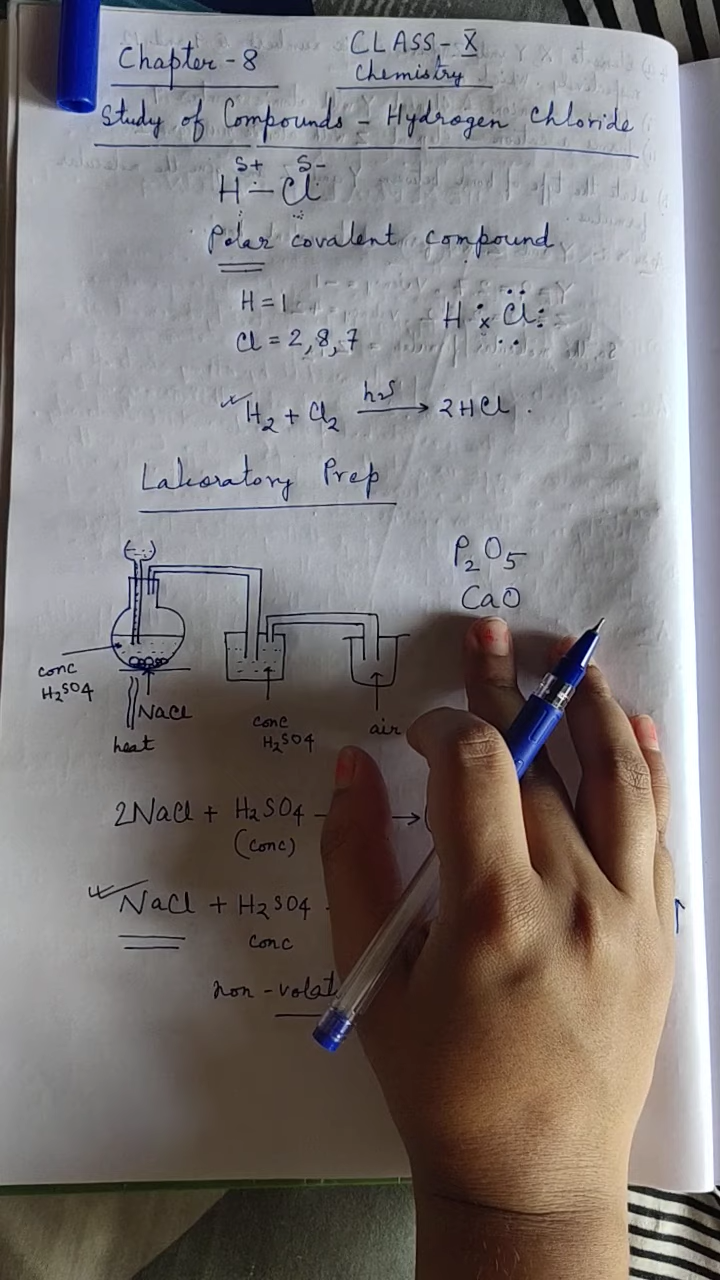 Chapter - 8
CLASS - X
Chemistry
Study of Compounds - Hydrogen Chloride
δ+ δ-
H - Cl
Polar covalent compound
H = 1
Cl = 2, 8, 7
H Cl
H2 + Cl2 → 2HCl.
Laboratory Prep
P2O5
CaO
conc
H2SO4
NaCl
heat
conc
H2SO4
air
2NaCl + H2SO4 →
(conc)
NaCl + H2SO4
conc
non -